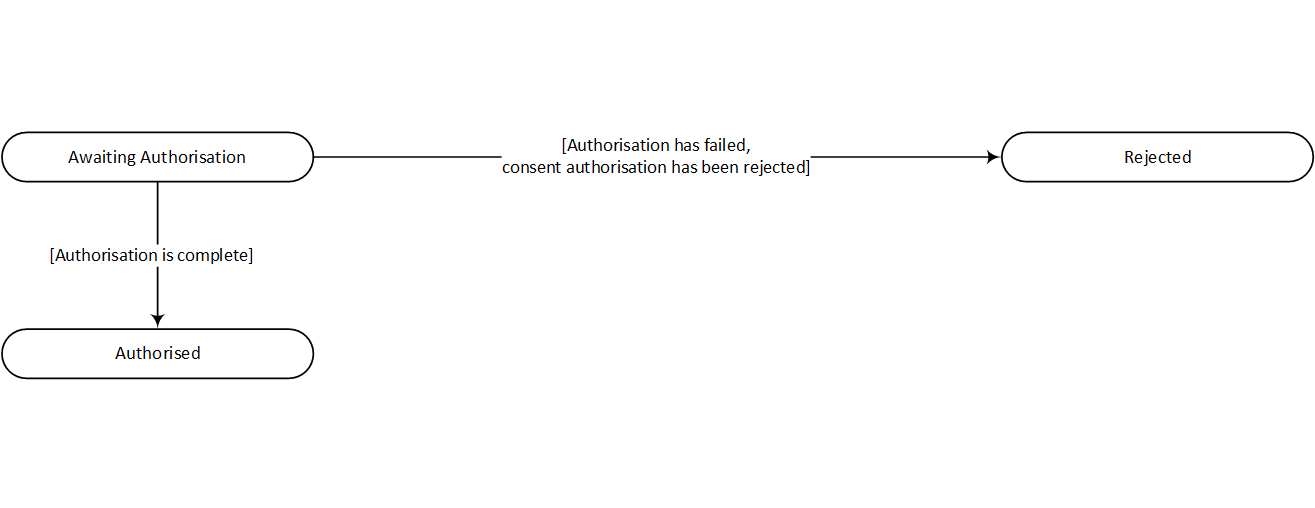 Awaiting Authorisation
[Authorisation has failed,
consent authorisation has been rejected]
Rejected
[Authorisation is complete]
Authorised